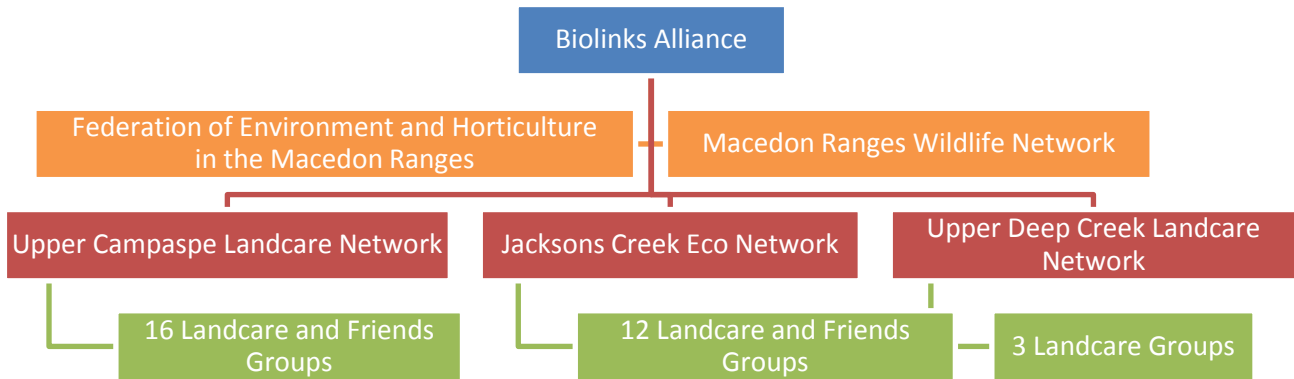 Biolinks Alliance
Federation of Environment and Horticulture
in the Macedon Ranges
Macedon Ranges Wildlife Network
Upper Campaspe Landcare Network
Jacksons Creek Eco Network
Upper Deep Creek Landcare
Network
16 Landcare and Friends
Groups
12 Landcare and Friends
Groups
3 Landcare Groups